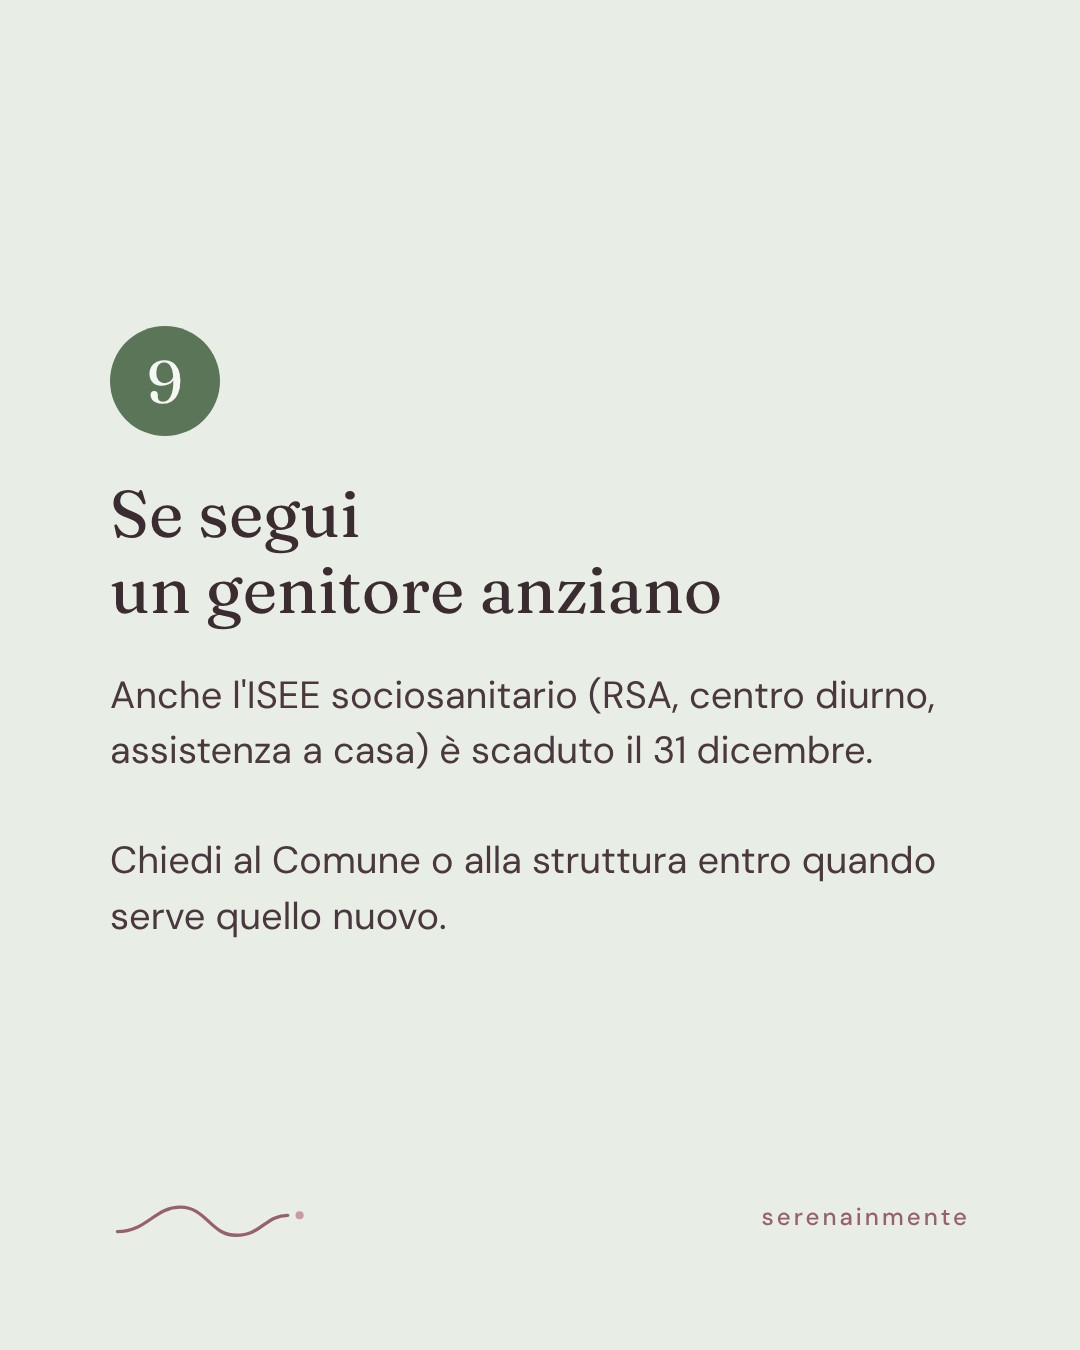 9
Se segui
un genitore anziano
Anche l'ISEE sociosanitario (RSA, centro diurno,
assistenza a casa) è scaduto il 31 dicembre.
Chiedi al Comune o alla struttura entro quando
serve quello nuovo.
serenainmente